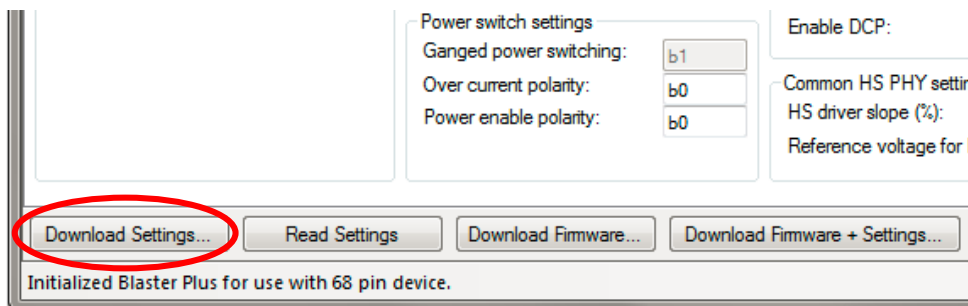 Power switch settings
Ganged power switching: b1
Over current polarity: b0
Power enable polarity: b0
Enable DCP:
Common HS PHY settin
HS driver slope (%):
Reference voltage for
Download Settings... Read Settings Download Firmware... Download Firmware + Settings...
Initialized Blaster Plus for use with 68 pin device.